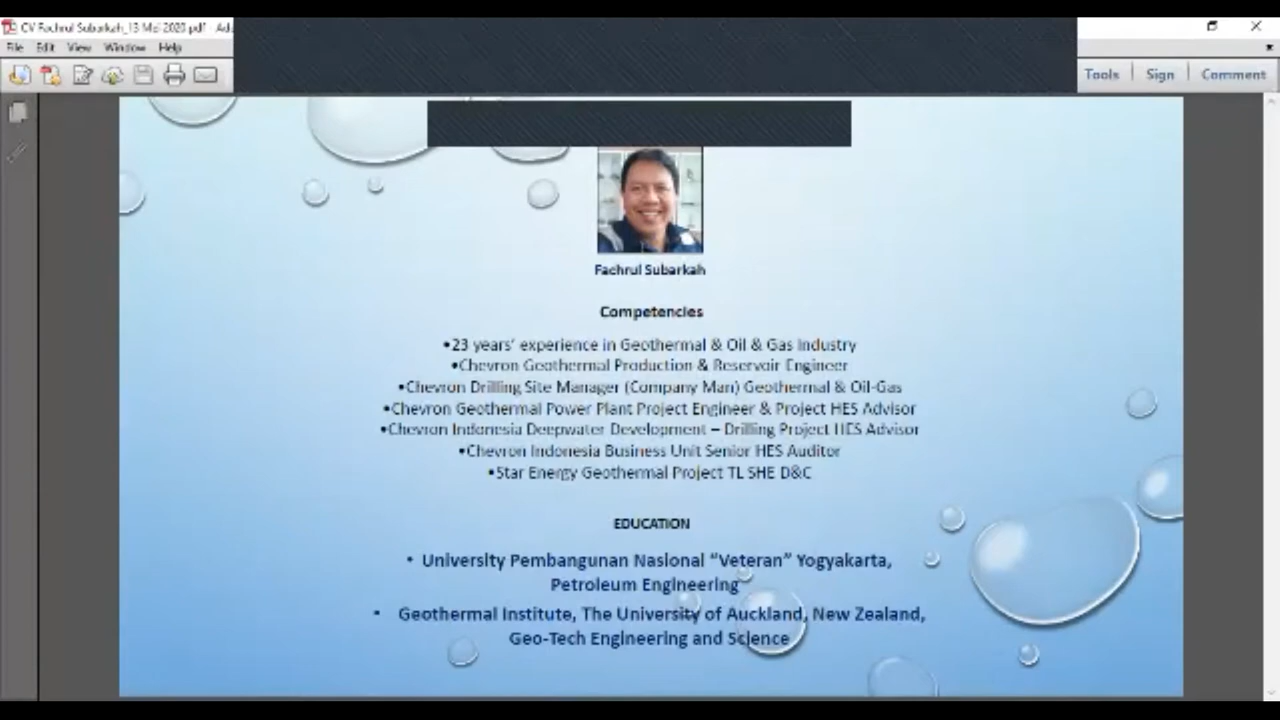 CV Fachrul Subarkah_13 Mei 2020.pdf - Ad
File Edit View Window Help
Tools Sign Comment
Fachrul Subarkah
Competencies
•23 years’ experience in Geothermal & Oil & Gas Industry
•Chevron Geothermal Production & Reservoir Engineer
•Chevron Drilling Site Manager (Company Man) Geothermal & Oil-Gas
•Chevron Geothermal Power Plant Project Engineer & Project HES Advisor
•Chevron Indonesia Deepwater Development – Drilling Project HES Advisor
•Chevron Indonesia Business Unit Senior HES Auditor
•Star Energy Geothermal Project TL SHE D&C
EDUCATION
• University Pembangunan Nasional “Veteran” Yogyakarta,
Petroleum Engineering
• Geothermal Institute, The University of Auckland, New Zealand,
Geo-Tech Engineering and Science